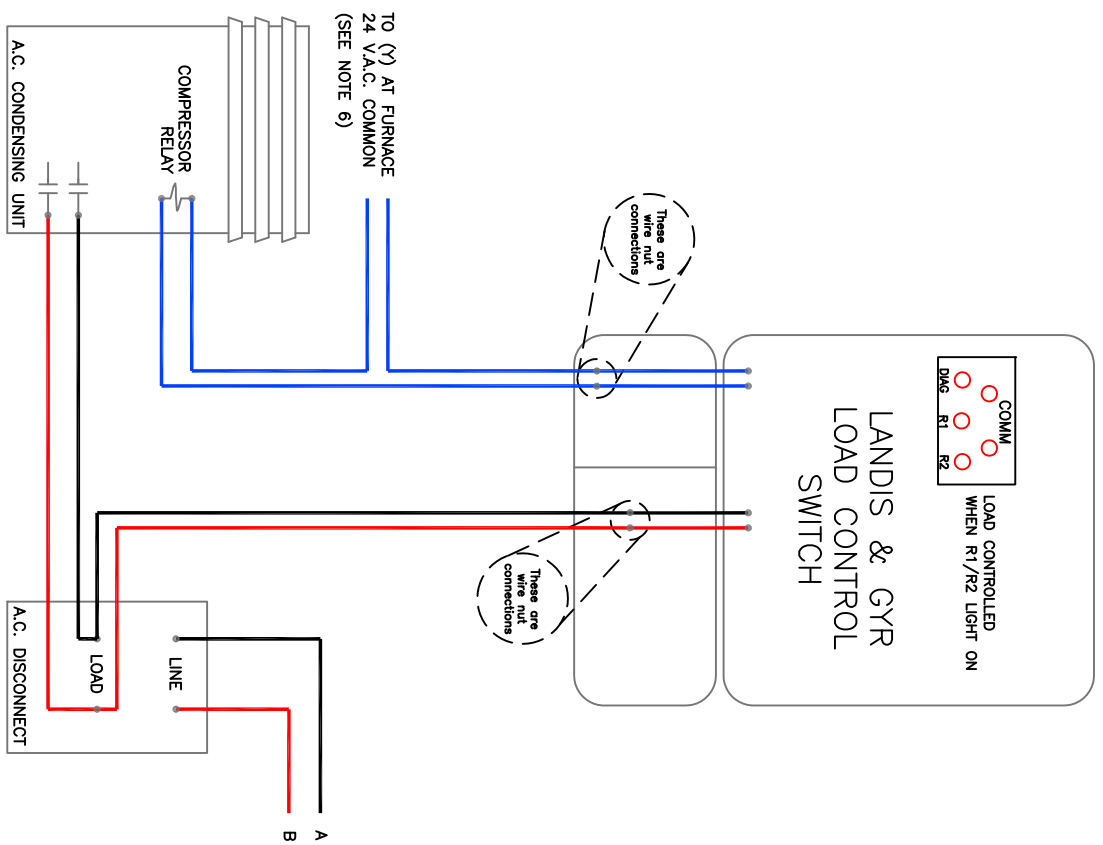 LOAD CONTROLLED
WHEN R1/R2 LIGHT ON
COMM
DIAG
R1
R2
LANDIS & GYR
LOAD CONTROL
SWITCH
These are
wire nut
connections
These are
wire nut
connections
TO (Y) AT FURNACE
24 V.A.C. COMMON
(SEE NOTE 6)
COMPRESSOR
RELAY
A.C. CONDENSING UNIT
LINE
LOAD
A.C. DISCONNECT
A
B